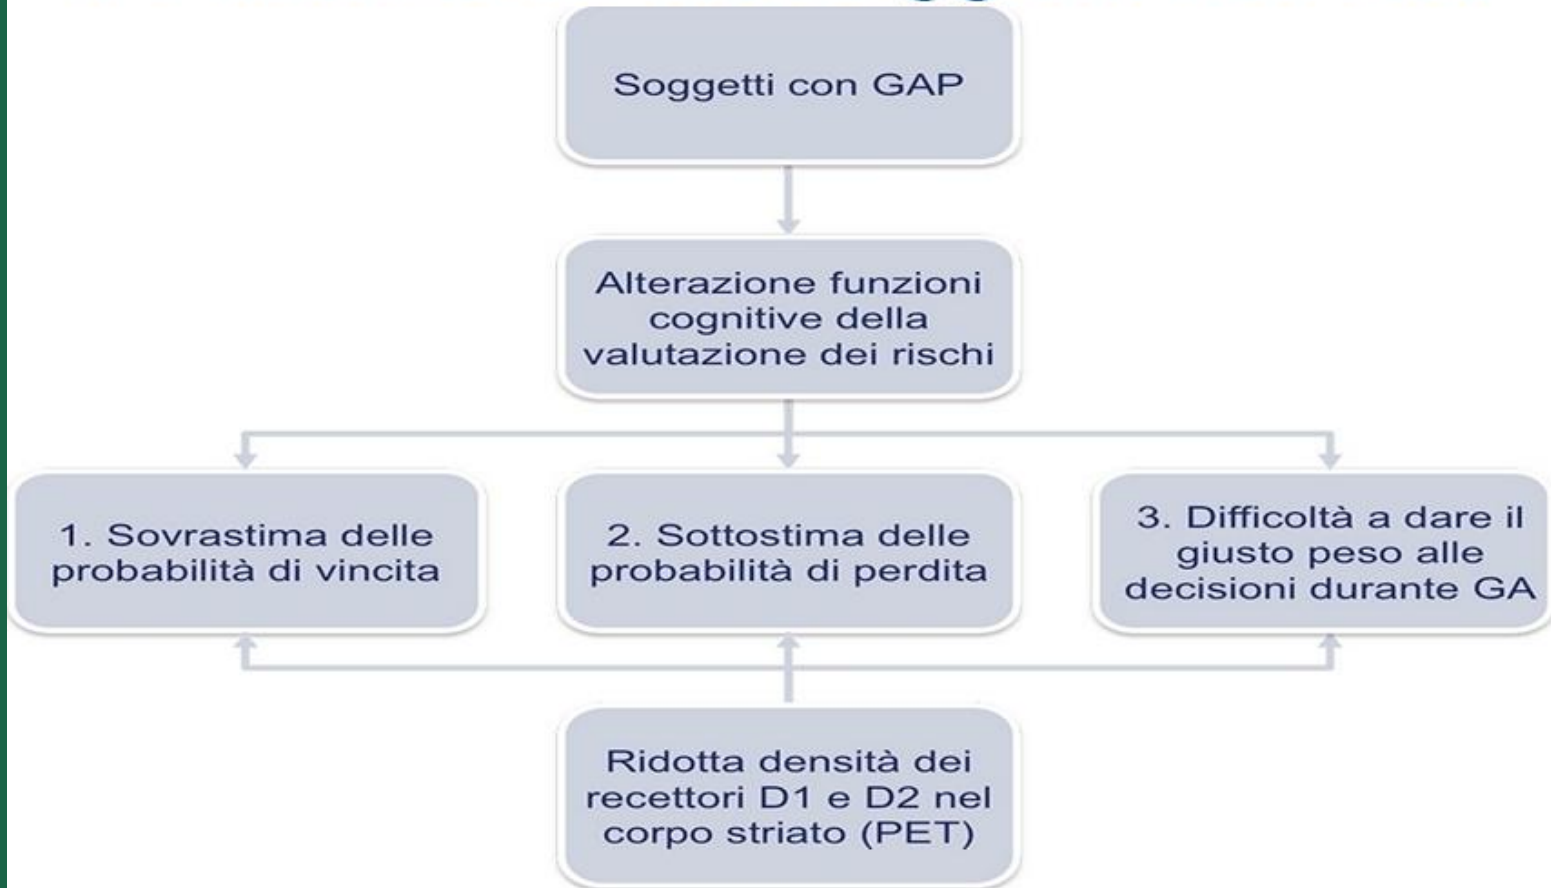 Soggetti con GAP
Alterazione funzioni
cognitive della
valutazione dei rischi
1. Sovrastima delle
probabilità di vincita
2. Sottostima delle
probabilità di perdita
3. Difficoltà a dare il
giusto peso alle
decisioni durante GA
Ridotta densità dei
recettori D1 e D2 nel
corpo striato (PET)